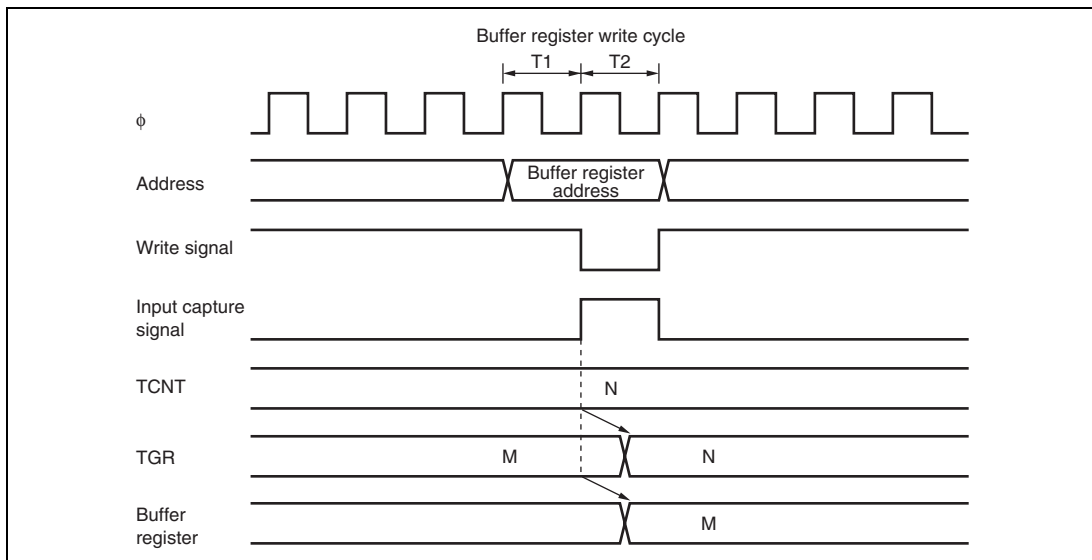 Buffer register write cycle
T1 T2
ϕ
Address
Buffer register
address
Write signal
Input capture
signal
TCNT
N
TGR
M N
Buffer
register
M